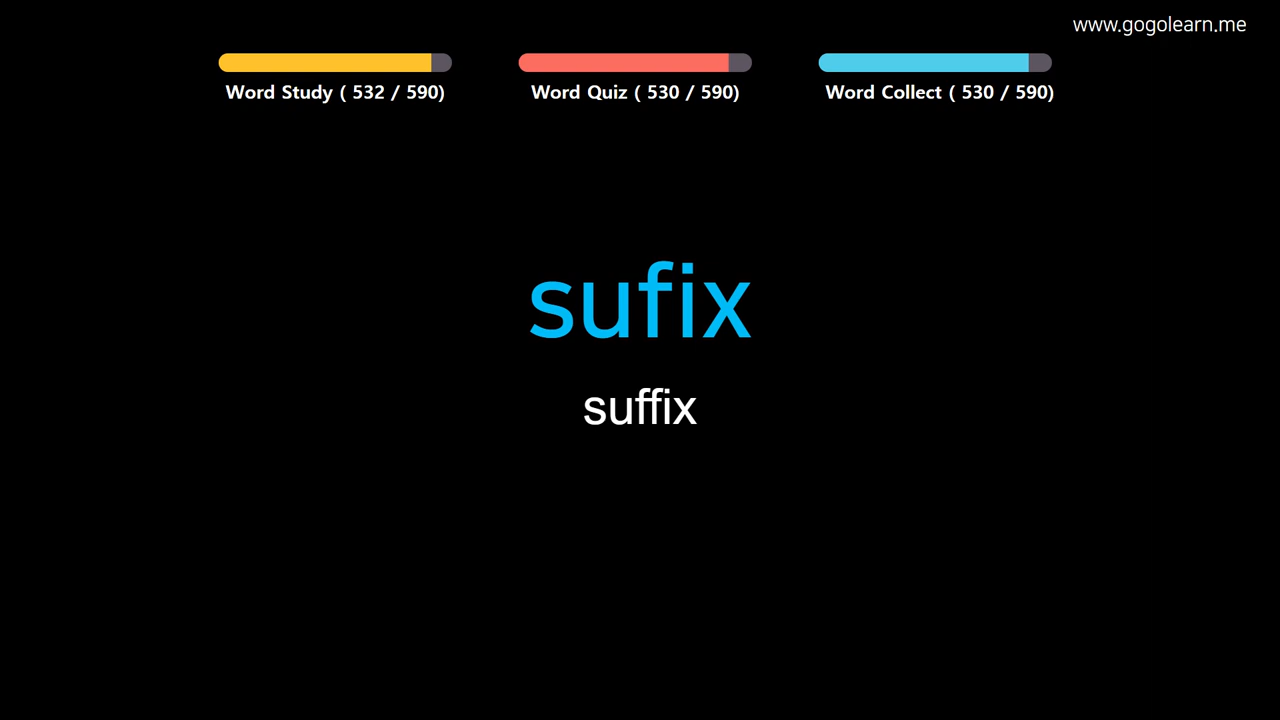 www.gogolearn.me
Word Study ( 532 / 590)
Word Quiz ( 530 / 590)
Word Collect ( 530 / 590)
sufix
suffix